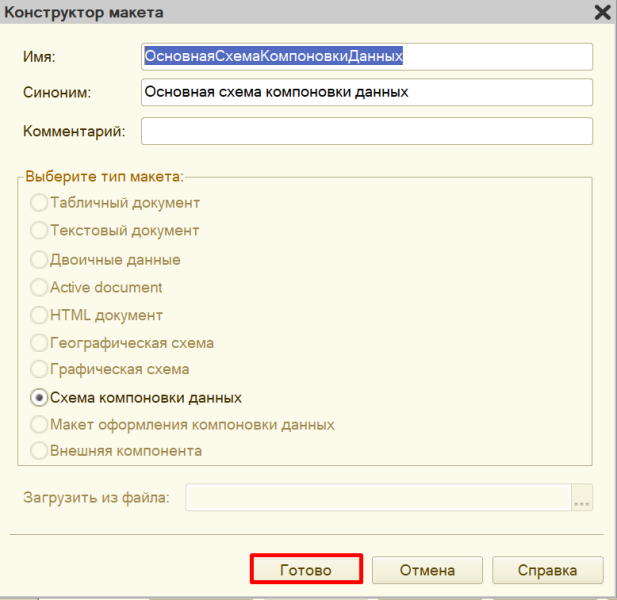 Конструктор макета
Имя: ОсновнаяСхемаКомпоновкиДанных
Синоним: Основная схема компоновки данных
Комментарий:
Выберите тип макета:
Табличный документ
Текстовый документ
Двоичные данные
Active document
HTML документ
Географическая схема
Графическая схема
Схема компоновки данных
Макет оформления компоновки данных
Внешняя компонента
Загрузить из файла: ...
Готово Отмена Справка